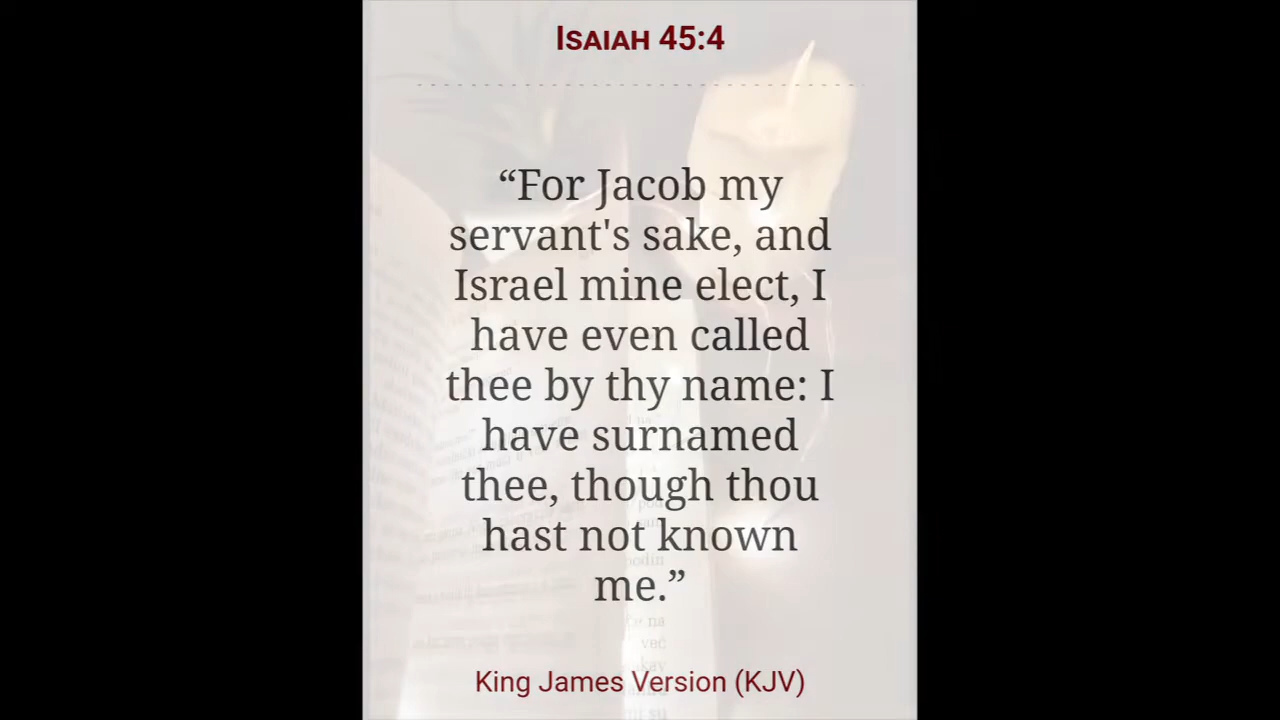 Isaiah 45:4
“For Jacob my
servant's sake, and
Israel mine elect, I
have even called
thee by thy name: I
have surnamed
thee, though thou
hast not known
me.”
King James Version (KJV)